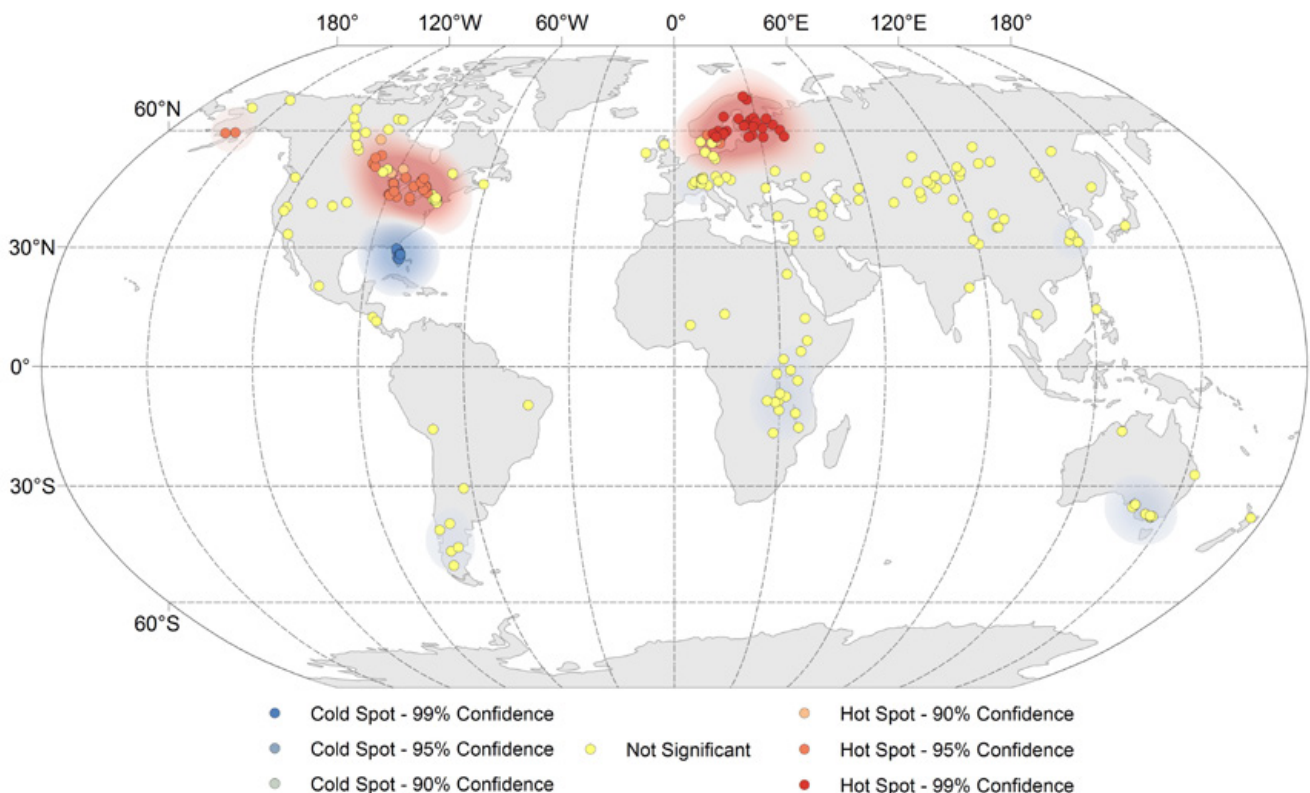 180° 120°W 60°W 0° 60°E 120°E 180°
60°N
30°N
0°
30°S
60°S
Cold Spot - 99% Confidence
Hot Spot - 90% Confidence
Cold Spot - 95% Confidence
Not Significant
Hot Spot - 95% Confidence
Cold Spot - 90% Confidence
Hot Spot - 99% Confidence